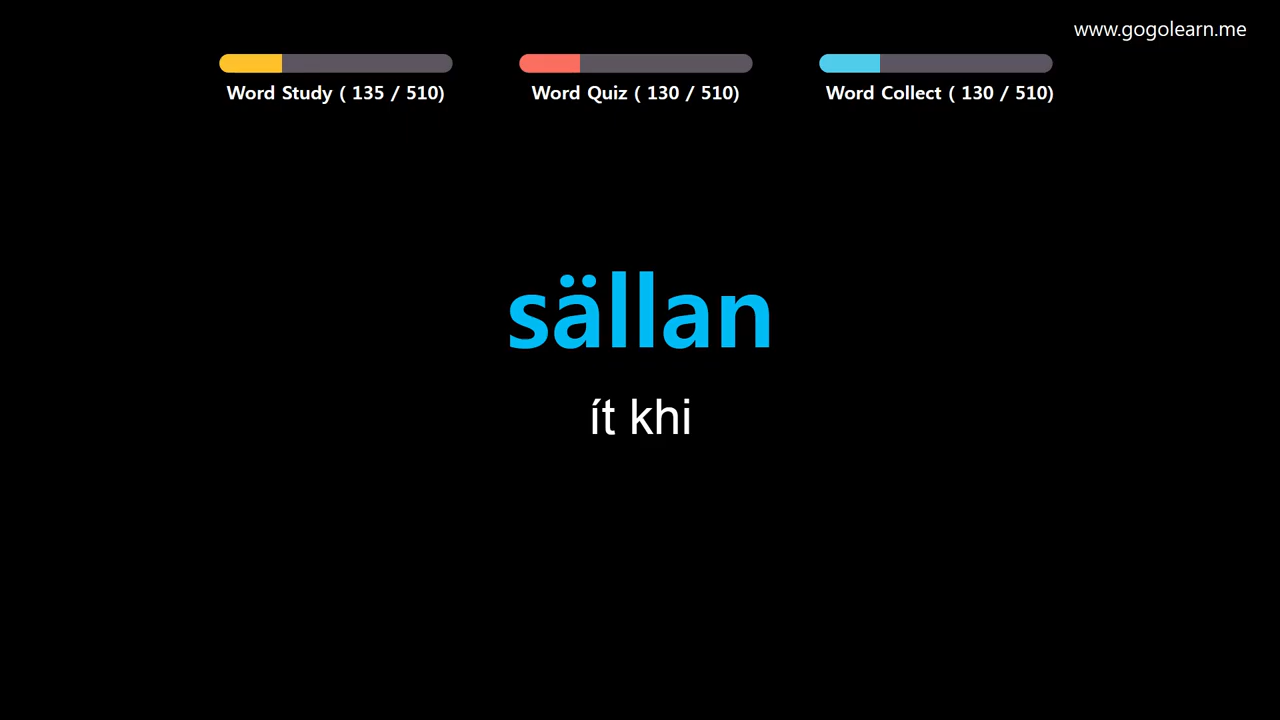 www.gogolearn.me
Word Study ( 135 / 510)
Word Quiz ( 130 / 510)
Word Collect ( 130 / 510)
sällan
ít khi